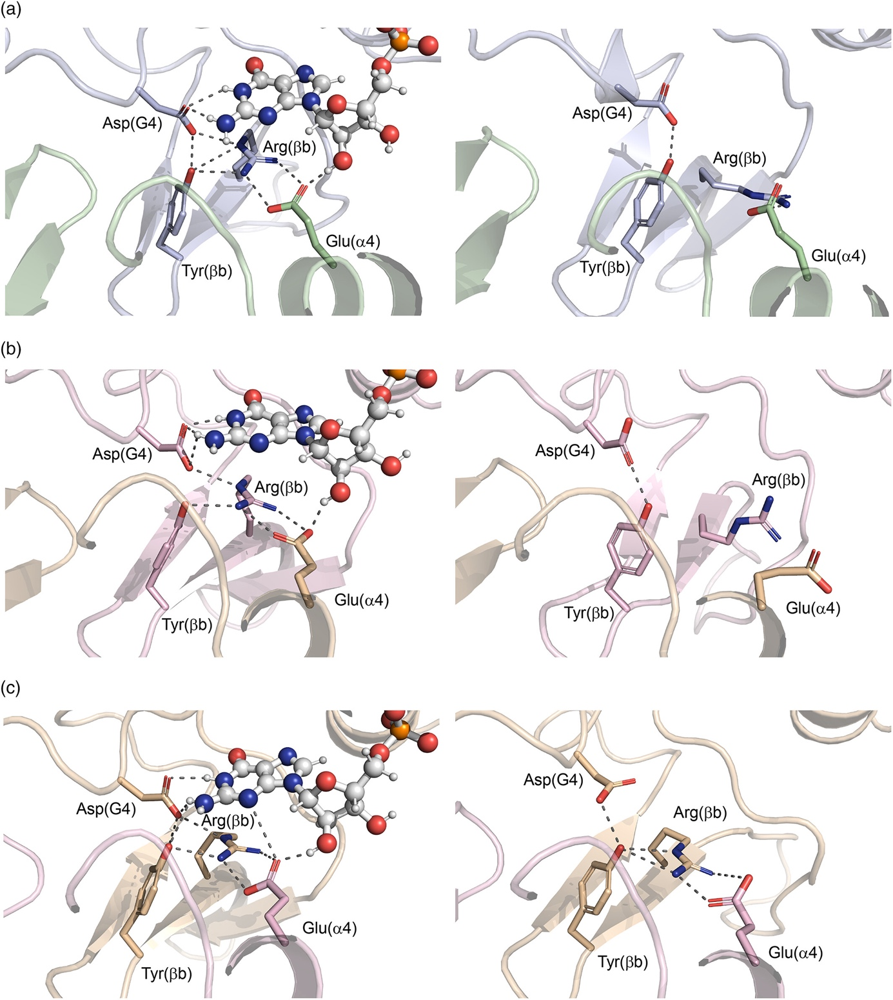 (a)
Asp(G4)
Arg(βb)
Glu(α4)
Tyr(βb)
Asp(G4)
Arg(βb)
Glu(α4)
Tyr(βb)
(b)
Asp(G4)
Arg(βb)
Glu(α4)
Tyr(βb)
Asp(G4)
Arg(βb)
Glu(α4)
Tyr(βb)
(c)
Asp(G4)
Arg(βb)
Glu(α4)
Tyr(βb)
Asp(G4)
Arg(βb)
Glu(α4)
Tyr(βb)